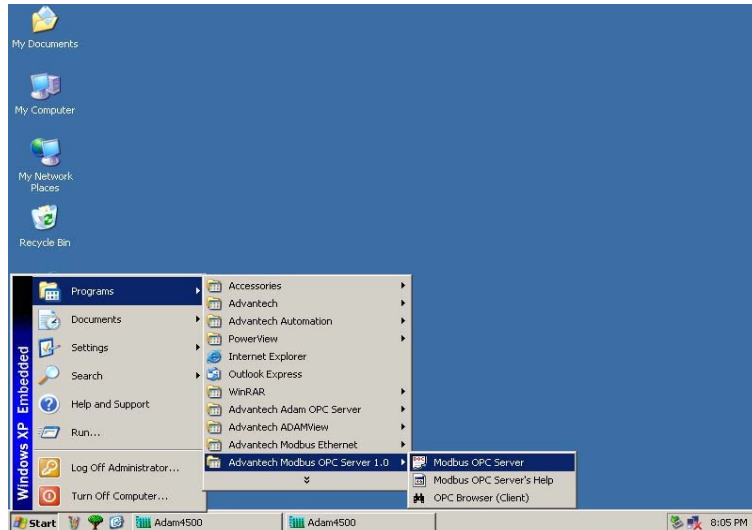 My Documents
My Computer
My Network
Places
Recycle Bin
Windows XP Embedded
Programs
Documents
Settings
Search
Help and Support
Run...
Log Off Administrator...
Turn Off Computer...
Accessories
Advantech
Advantech Automation
PowerView
Internet Explorer
Outlook Express
WinRAR
Advantech Adam OPC Server
Advantech ADAMView
Advantech Modbus Ethernet
Advantech Modbus OPC Server 1.0
Modbus OPC Server
Modbus OPC Server's Help
OPC Browser (Client)
Start
Adam4500
Adam4500
8:05 PM